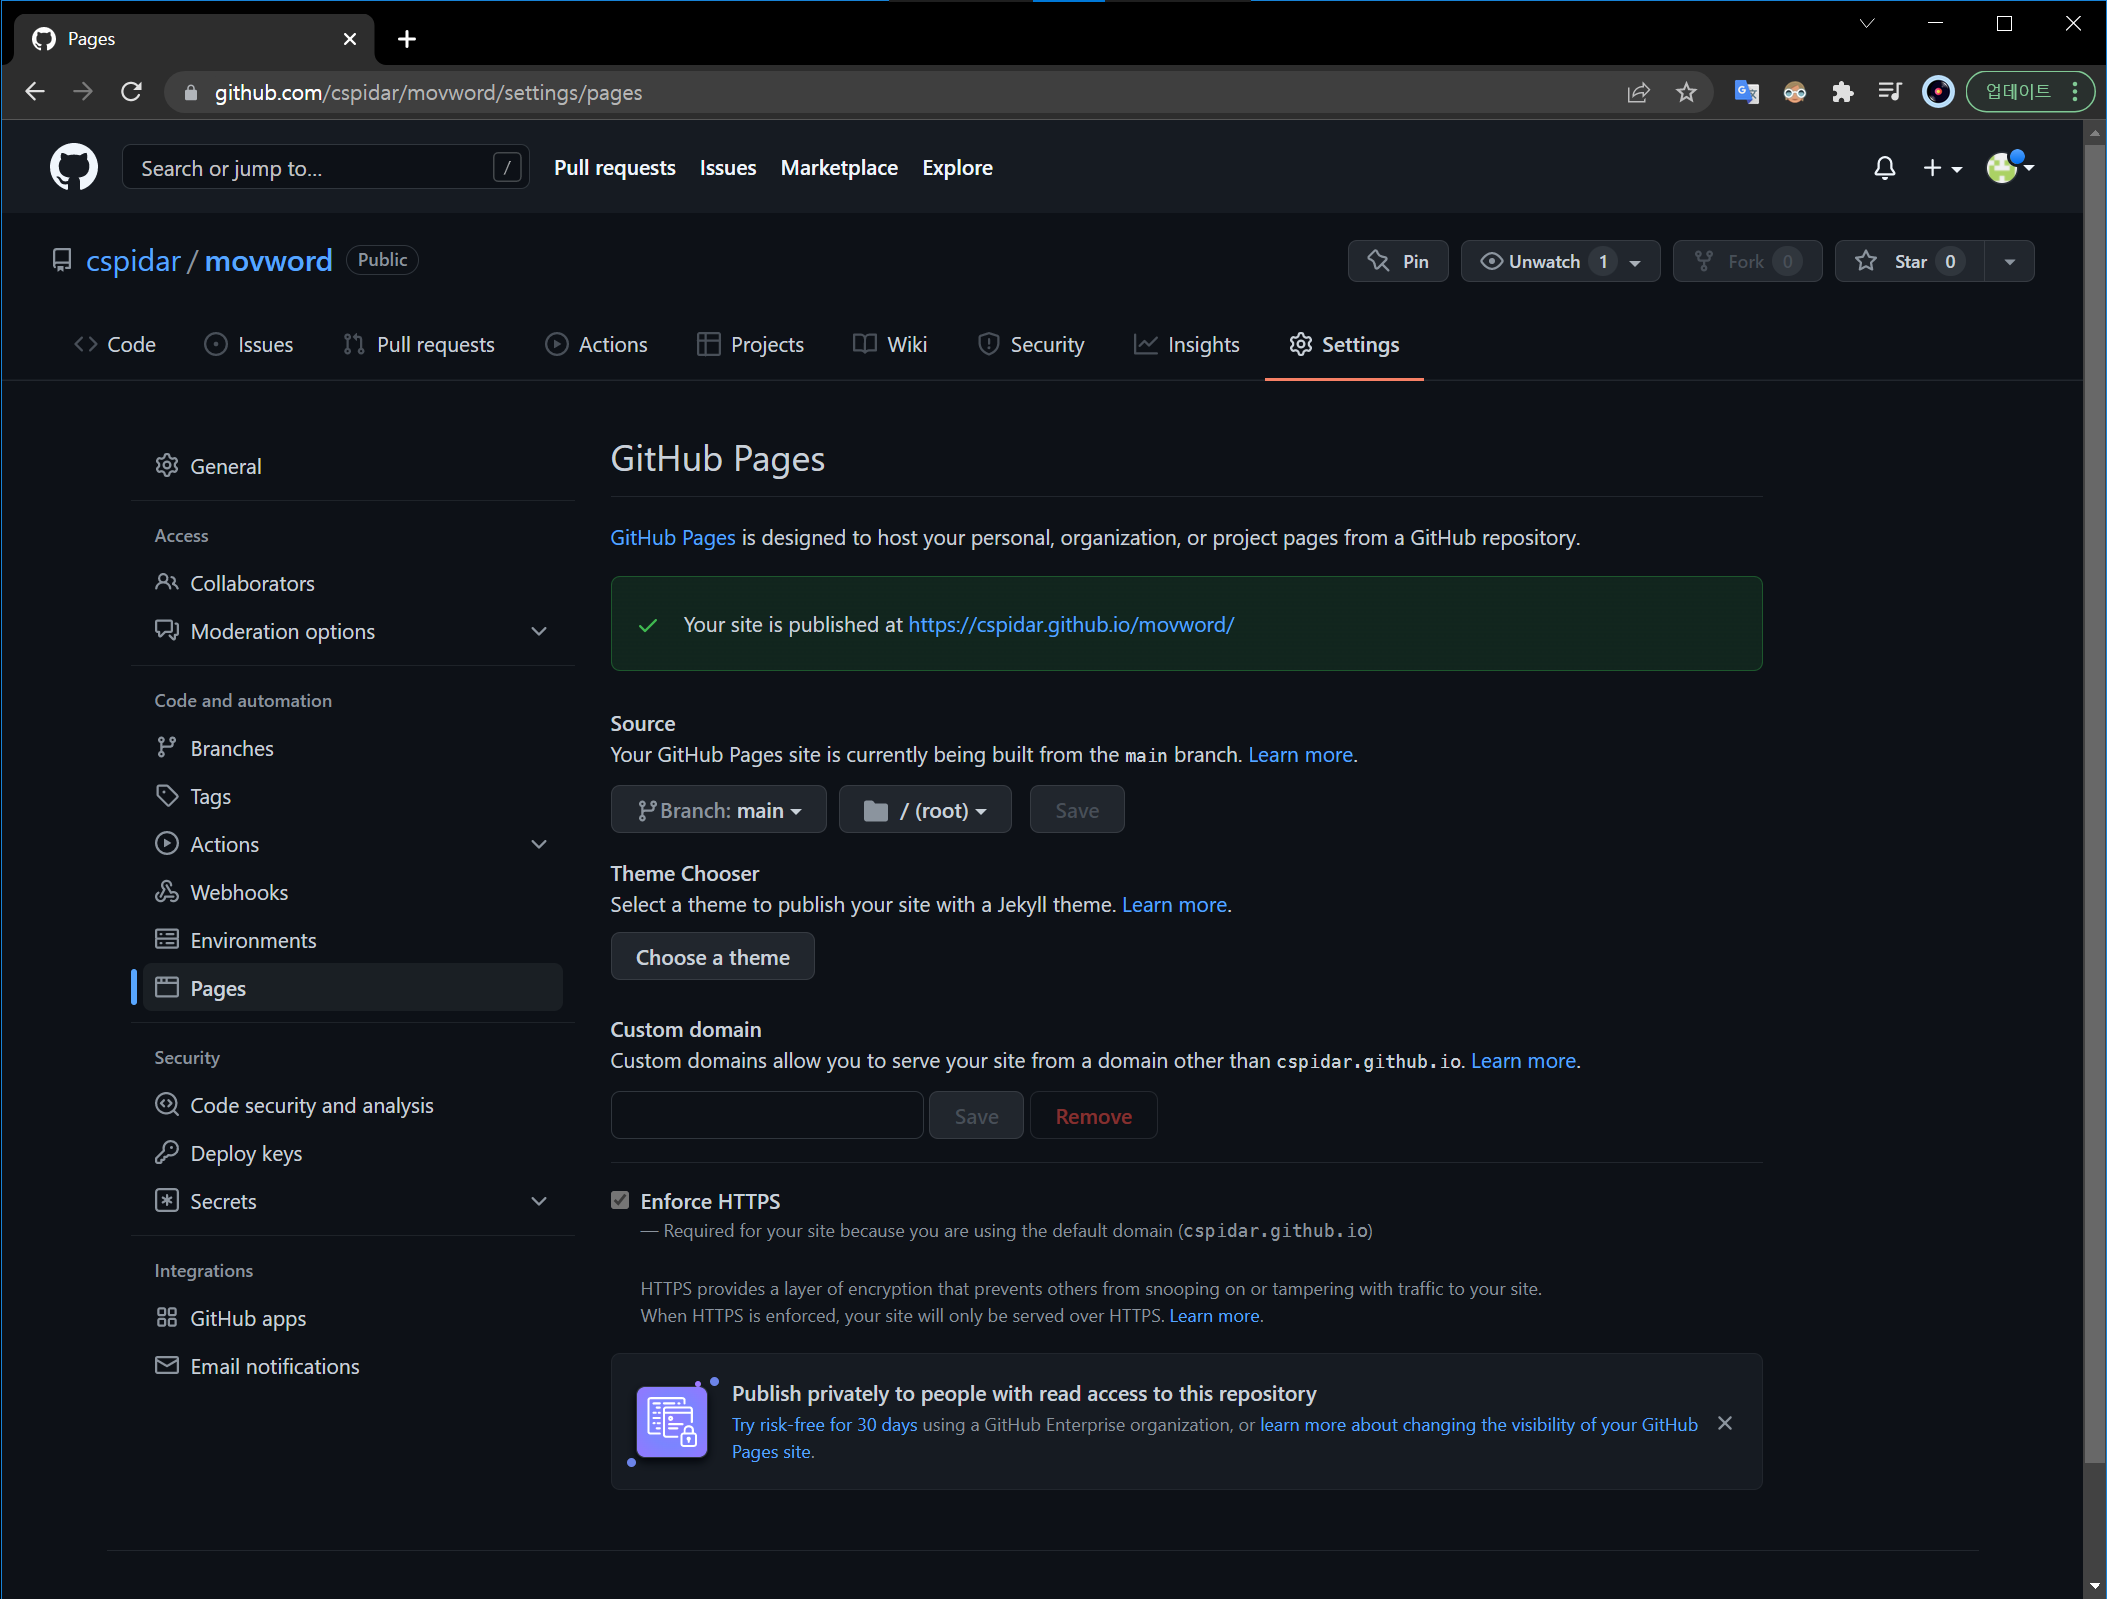 Pages
github.com/cspidar/movword/settings/pages
업데이트
Search or jump to...
/
Pull requests
Issues
Marketplace
Explore
cspidar / movword
Public
Pin
Unwatch 1
Fork 0
Star 0
Code
Issues
Pull requests
Actions
Projects
Wiki
Security
Insights
Settings
General
Access
Collaborators
Moderation options
Code and automation
Branches
Tags
Actions
Webhooks
Environments
Pages
Security
Code security and analysis
Deploy keys
Secrets
Integrations
GitHub apps
Email notifications
GitHub Pages
GitHub Pages is designed to host your personal, organization, or project pages from a GitHub repository.
Your site is published at https://cspidar.github.io/movword/
Source
Your GitHub Pages site is currently being built from the main branch. Learn more.
Branch: main
/ (root)
Save
Theme Chooser
Select a theme to publish your site with a Jekyll theme. Learn more.
Choose a theme
Custom domain
Custom domains allow you to serve your site from a domain other than cspidar.github.io. Learn more.
Save
Remove
Enforce HTTPS
— Required for your site because you are using the default domain (cspidar.github.io)
HTTPS provides a layer of encryption that prevents others from snooping on or tampering with traffic to your site.
When HTTPS is enforced, your site will only be served over HTTPS. Learn more.
Publish privately to people with read access to this repository
Try risk-free for 30 days using a GitHub Enterprise organization, or learn more about changing the visibility of your GitHub
Pages site.